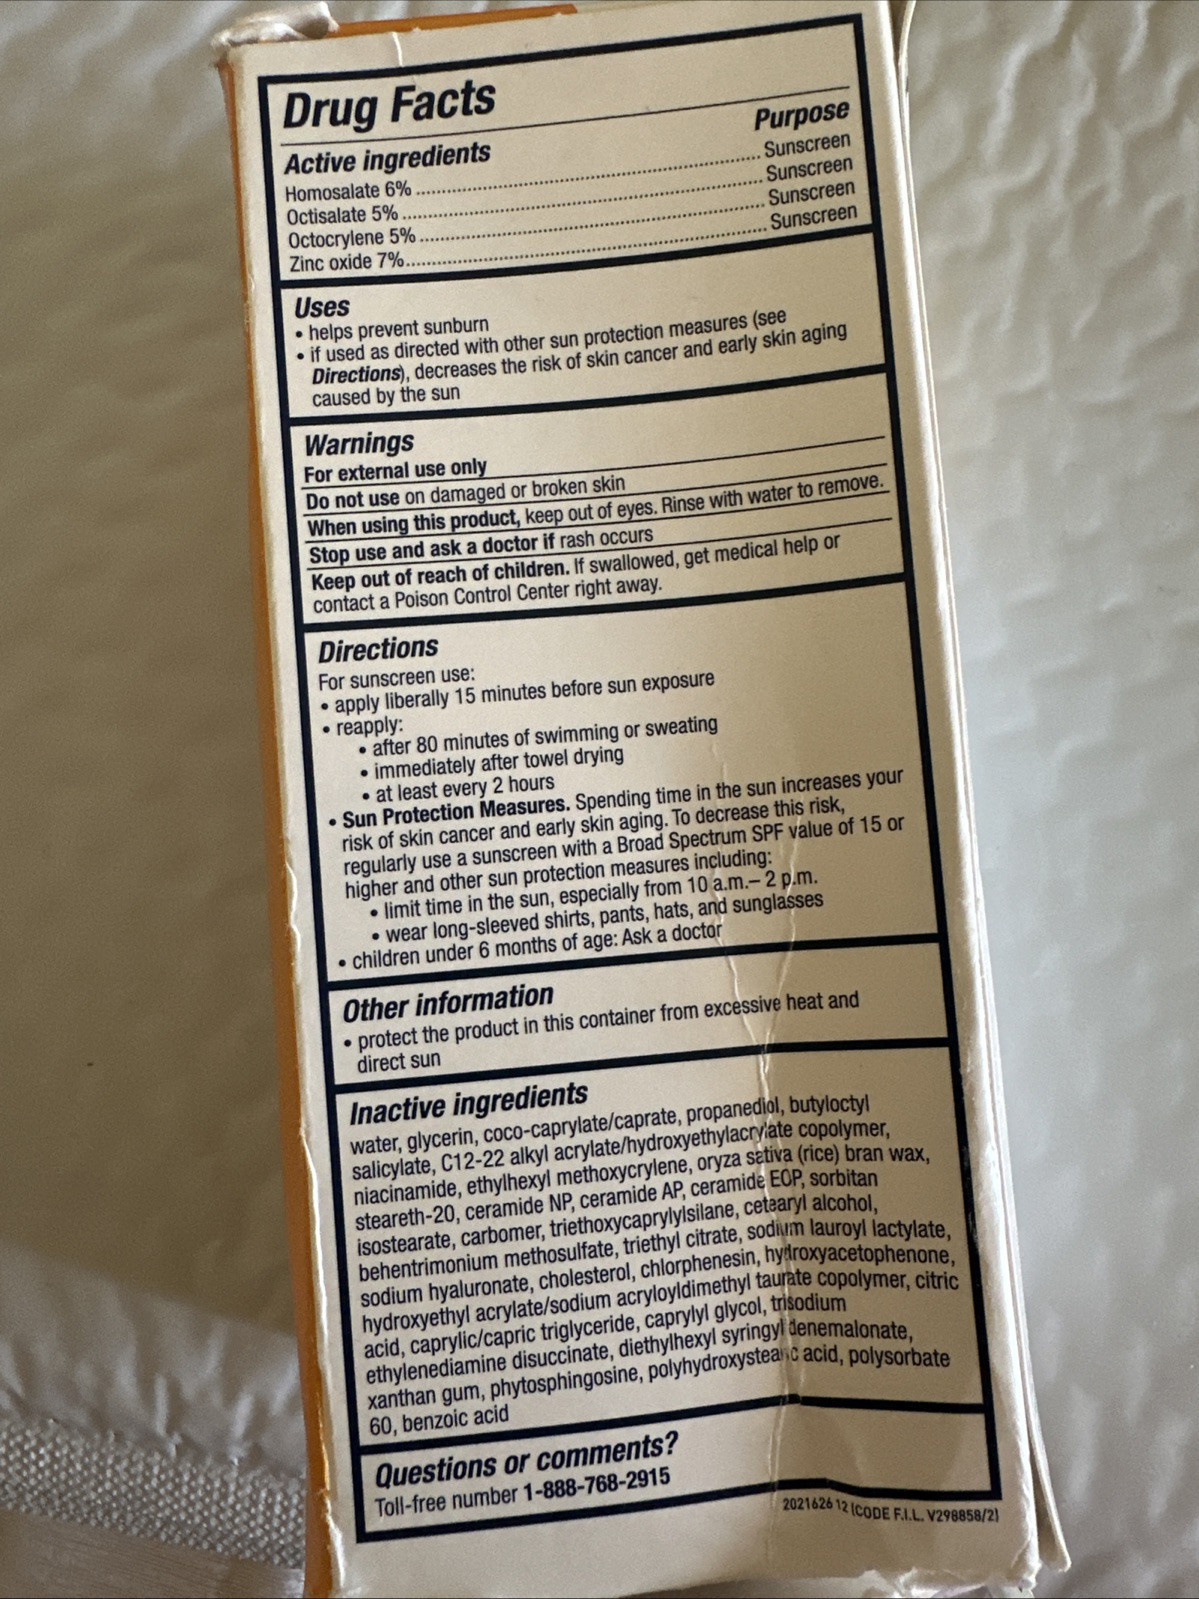 Drug Facts
Active ingredients Purpose
Homosalate 6% Sunscreen
Octisalate 5% Sunscreen
Octocrylene 5% Sunscreen
Zinc oxide 7% Sunscreen
Uses
• helps prevent sunburn
• if used as directed with other sun protection measures (see
Directions), decreases the risk of skin cancer and early skin aging
caused by the sun
Warnings
For external use only
Do not use on damaged or broken skin
When using this product, keep out of eyes. Rinse with water to remove.
Stop use and ask a doctor if rash occurs
Keep out of reach of children. If swallowed, get medical help or
contact a Poison Control Center right away.
Directions
For sunscreen use:
• apply liberally 15 minutes before sun exposure
• reapply:
• after 80 minutes of swimming or sweating
• immediately after towel drying
• at least every 2 hours
• Sun Protection Measures. Spending time in the sun increases your
risk of skin cancer and early skin aging. To decrease this risk,
regularly use a sunscreen with a Broad Spectrum SPF value of 15 or
higher and other sun protection measures including:
• limit time in the sun, especially from 10 a.m.– 2 p.m.
• wear long-sleeved shirts, pants, hats, and sunglasses
• children under 6 months of age: Ask a doctor
Other information
• protect the product in this container from excessive heat and
direct sun
Inactive ingredients
water, glycerin, coco-caprylate/caprate, propanediol, butyloctyl
salicylate, C12-22 alkyl acrylate/hydroxyethylacrylate copolymer,
niacinamide, ethylhexyl methoxycrylene, oryza sativa (rice) bran wax,
steareth-20, ceramide NP, ceramide AP, ceramide EOP, sorbitan
isostearate, carbomer, triethoxycaprylylsilane, cetearyl alcohol,
behentrimonium methosulfate, triethyl citrate, sodium lauroyl lactylate,
sodium hyaluronate, cholesterol, chlorphenesin, hydroxyacetophenone,
hydroxyethyl acrylate/sodium acryloyldimethyl taurate copolymer, citric
acid, caprylic/capric triglyceride, caprylyl glycol, trisodium
ethylenediamine disuccinate, diethylhexyl syringylidenemalonate,
xanthan gum, phytosphingosine, polyhydroxystearic acid, polysorbate
60, benzoic acid
Questions or comments?
Toll-free number 1-888-768-2915
2021626 12 (CODE F.I.L. V298858/2)